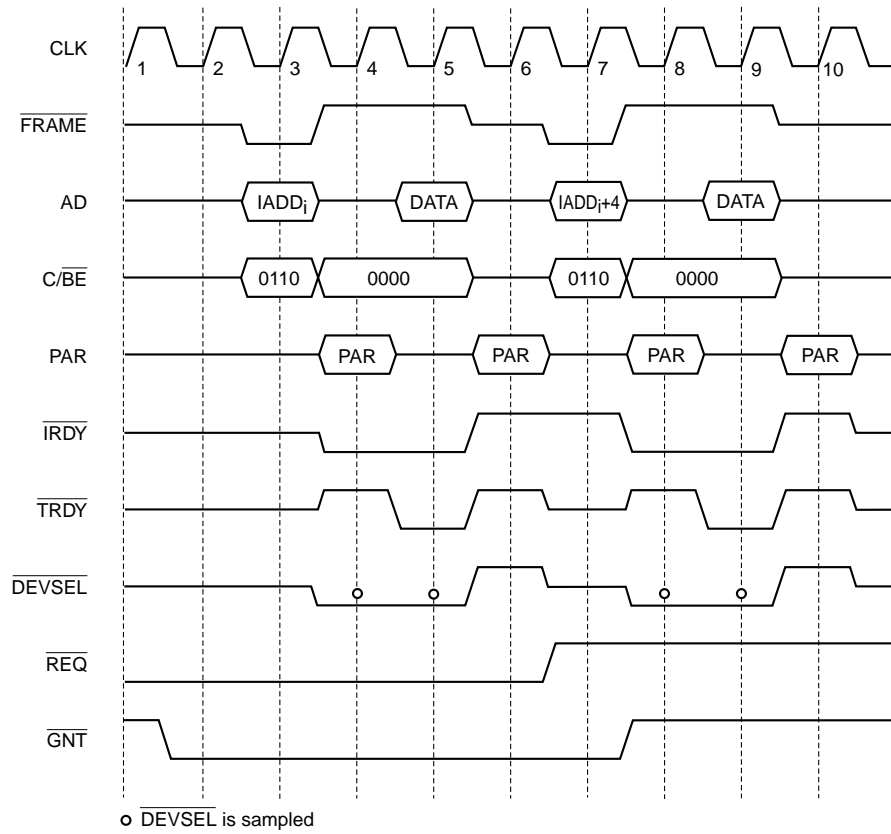 CLK
1 2 3 4 5 6 7 8 9 10
FRAME
AD
IADDi DATA IADDi+4 DATA
C/BE
0110 0000 0110 0000
PAR
PAR PAR PAR PAR
IRDY
TRDY
DEVSEL
REQ
GNT
DEVSEL is sampled